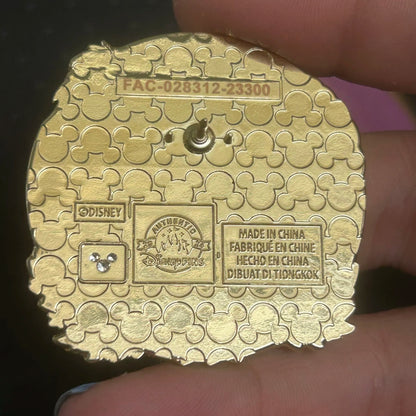 FAC-028312-23300
©DISNEY
AUTHENTIC
Disney PINS
MADE IN CHINA
FABRIQUÉ EN CHINE
HECHO EN CHINA
DIBUAT DI TIONGKOK